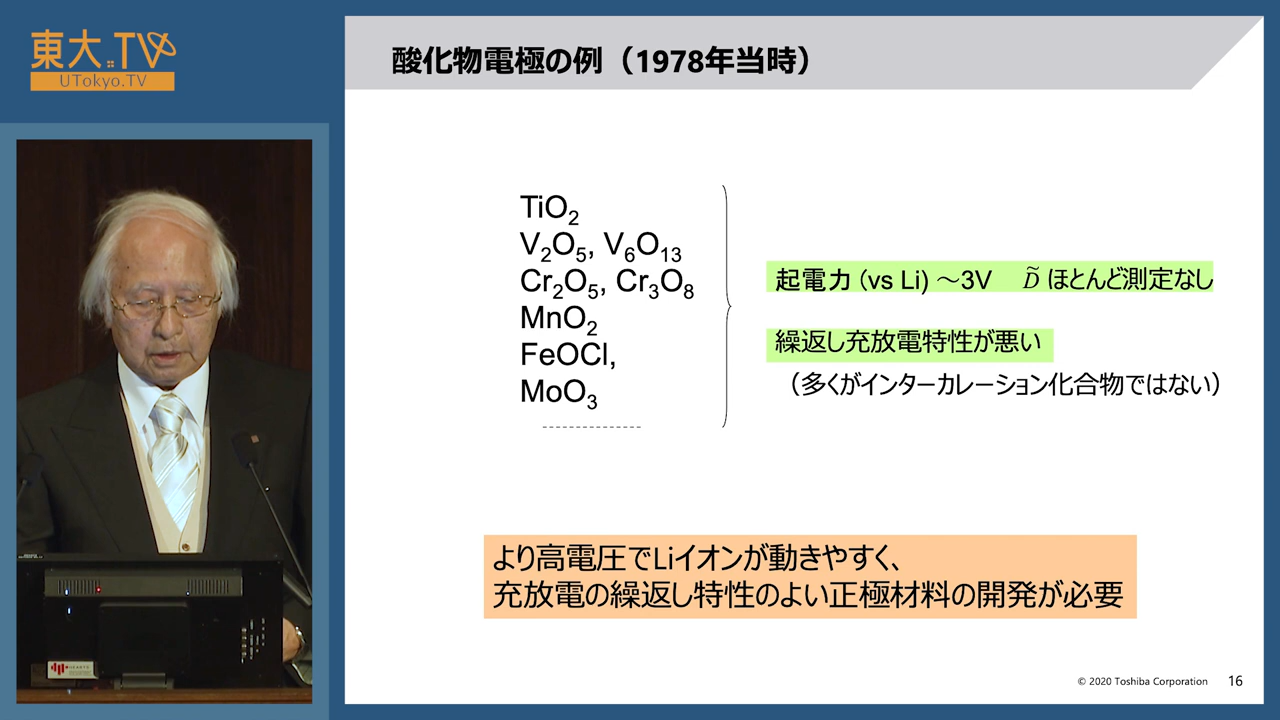 東大.TV
UTokyo.TV
酸化物電極の例（1978年当時）
TiO₂
V₂O₅, V₆O₁₃
Cr₂O₅, Cr₃O₈
MnO₂
FeOCl,
MoO₃
起電力 (vs Li) ～3V　D̃ ほとんど測定なし
繰返し充放電特性が悪い
（多くがインターカレーション化合物ではない）
より高電圧でLiイオンが動きやすく、
充放電の繰返し特性のよい正極材料の開発が必要
© 2020 Toshiba Corporation 16